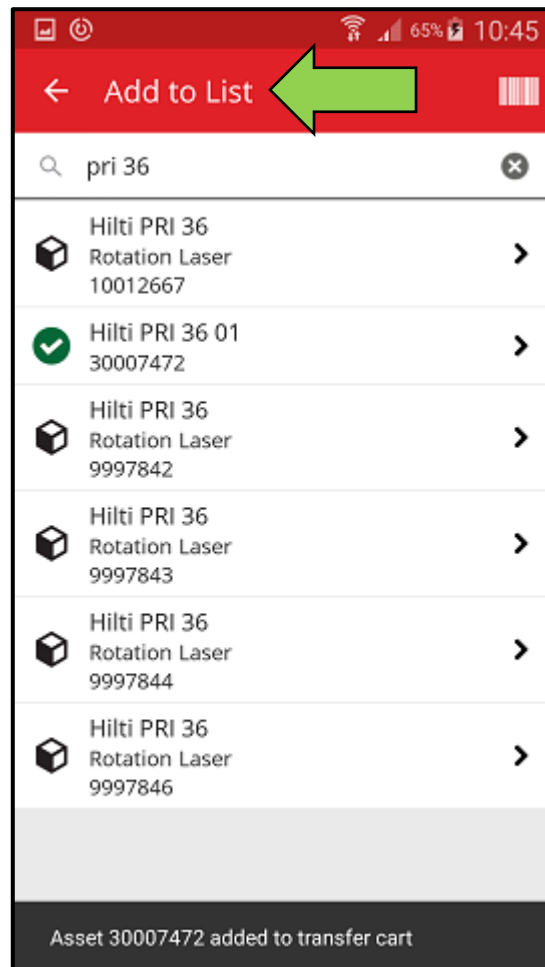 65% 10:45
Add to List
pri 36
Hilti PRI 36
Rotation Laser
10012667
Hilti PRI 36 01
30007472
Hilti PRI 36
Rotation Laser
9997842
Hilti PRI 36
Rotation Laser
9997843
Hilti PRI 36
Rotation Laser
9997844
Hilti PRI 36
Rotation Laser
9997846
Asset 30007472 added to transfer cart